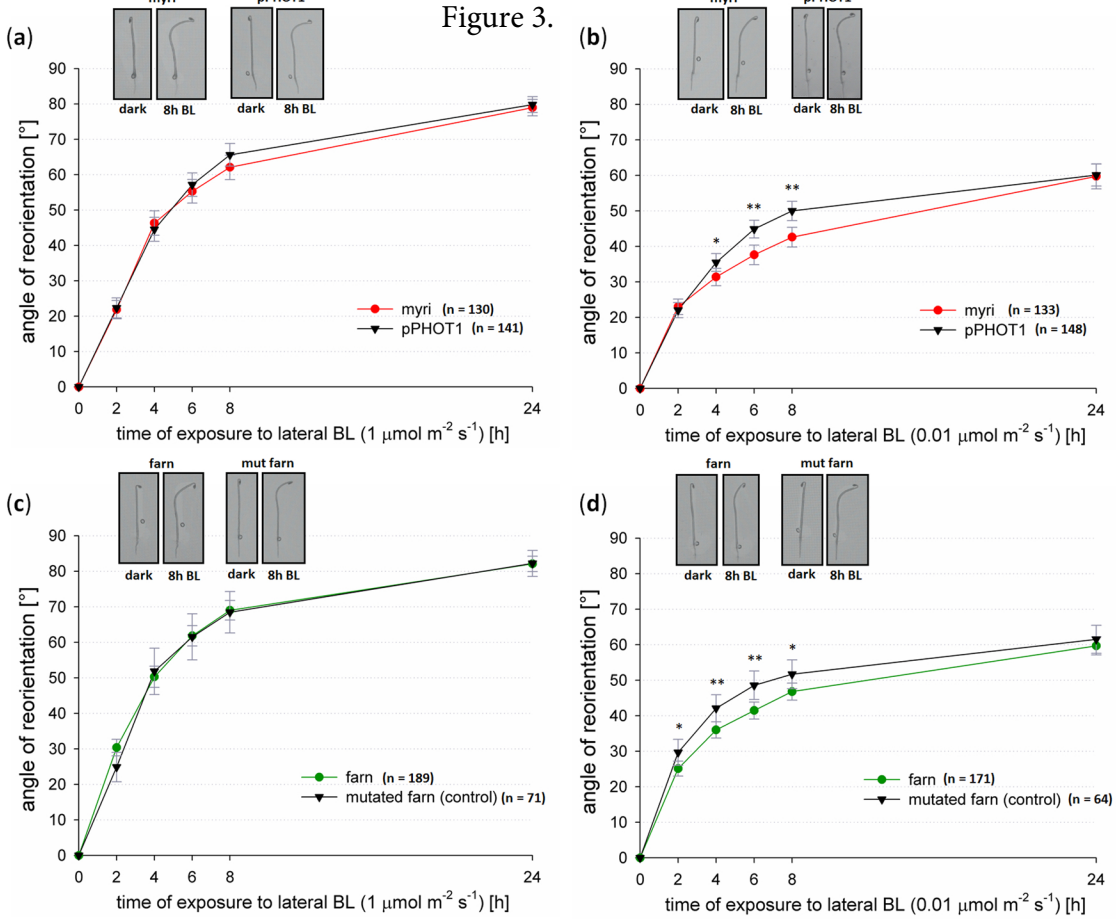 Figure 3.
(a)
myri pPHOT1
dark 8h BL dark 8h BL
angle of reorientation [°]
90
80
70
60
50
40
30
20
10
0
myri (n = 130)
pPHOT1 (n = 141)
0 2 4 6 8 24
time of exposure to lateral BL (1 μmol m⁻² s⁻¹) [h]
(b)
myri pPHOT1
dark 8h BL dark 8h BL
angle of reorientation [°]
90
80
70
60
50
40
30
20
10
0
* ** **
myri (n = 133)
pPHOT1 (n = 148)
0 2 4 6 8 24
time of exposure to lateral BL (0.01 μmol m⁻² s⁻¹) [h]
(c)
farn mut farn
dark 8h BL dark 8h BL
angle of reorientation [°]
90
80
70
60
50
40
30
20
10
0
farn (n = 189)
mutated farn (control) (n = 71)
0 2 4 6 8 24
time of exposure to lateral BL (1 μmol m⁻² s⁻¹) [h]
(d)
farn mut farn
dark 8h BL dark 8h BL
angle of reorientation [°]
90
80
70
60
50
40
30
20
10
0
* ** ** *
farn (n = 171)
mutated farn (control) (n = 64)
0 2 4 6 8 24
time of exposure to lateral BL (0.01 μmol m⁻² s⁻¹) [h]